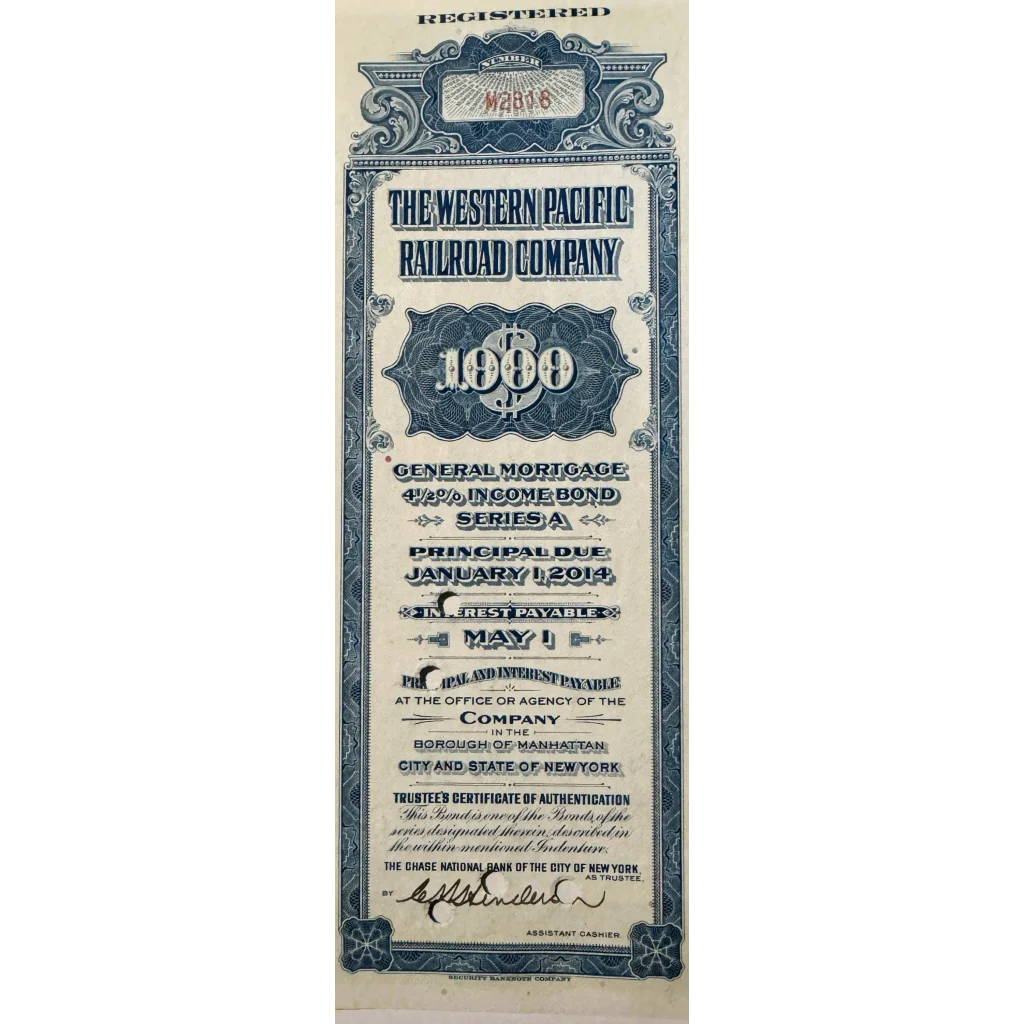 REGISTERED
NUMBER
M2818
THE WESTERN PACIFIC
RAILROAD COMPANY
$1000
GENERAL MORTGAGE
4½% INCOME BOND
SERIES A
PRINCIPAL DUE
JANUARY 1, 2014
INTEREST PAYABLE
MAY 1
PRINCIPAL AND INTEREST PAYABLE
AT THE OFFICE OR AGENCY OF THE
COMPANY
IN THE
BOROUGH OF MANHATTAN
CITY AND STATE OF NEW YORK
TRUSTEE'S CERTIFICATE OF AUTHENTICATION
This Bond is one of the Bonds, of the
series designated therein, described in
the within-mentioned Indenture.
THE CHASE NATIONAL BANK OF THE CITY OF NEW YORK,
AS TRUSTEE,
BY
ASSISTANT CASHIER.
SECURITY BANKNOTE COMPANY